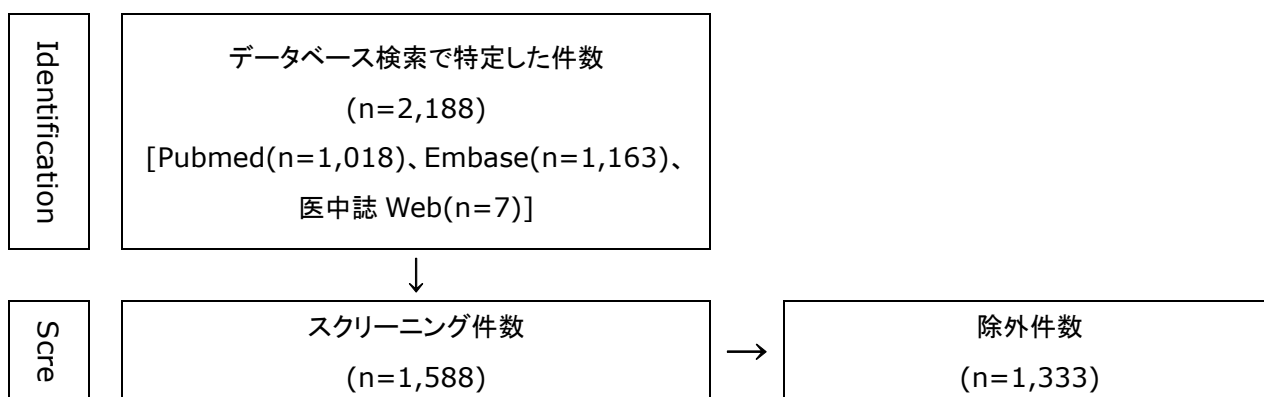 Identification
データベース検索で特定した件数
(n=2,188)
[Pubmed(n=1,018)、Embase(n=1,163)、
医中誌 Web(n=7)]
↓
Scre
スクリーニング件数
(n=1,588)
→
除外件数
(n=1,333)